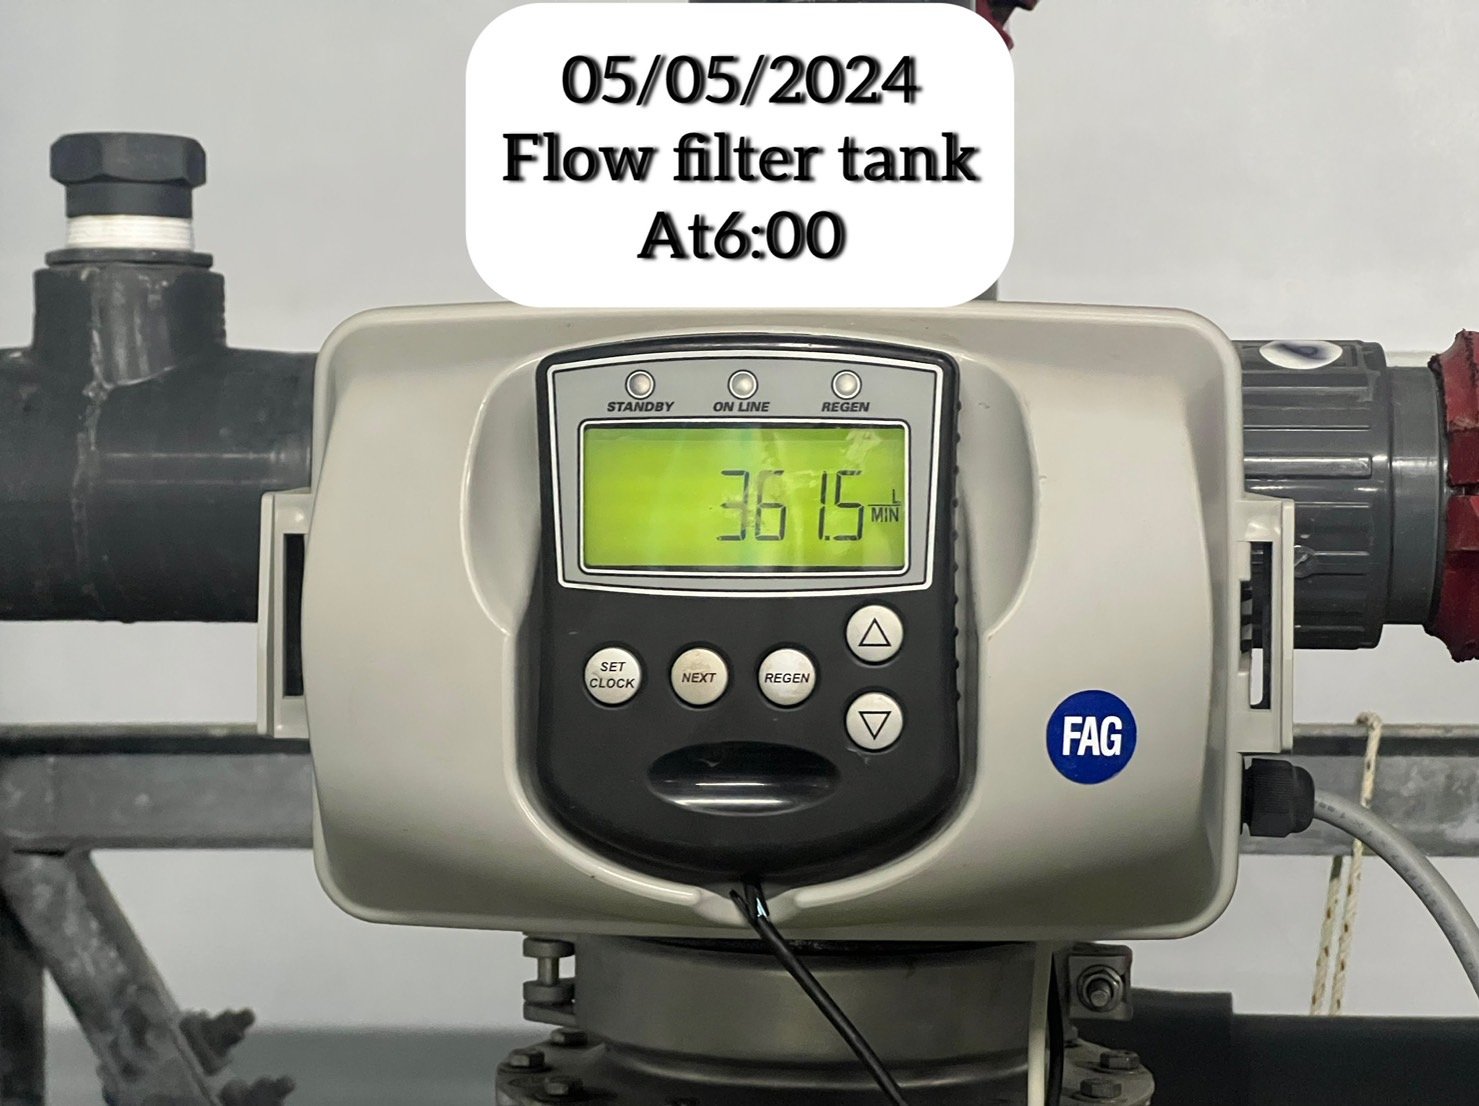 05/05/2024
Flow filter tank
At6:00
STANDBY ON LINE REGEN
361.5 L/MIN
SET CLOCK
NEXT
REGEN
FAG